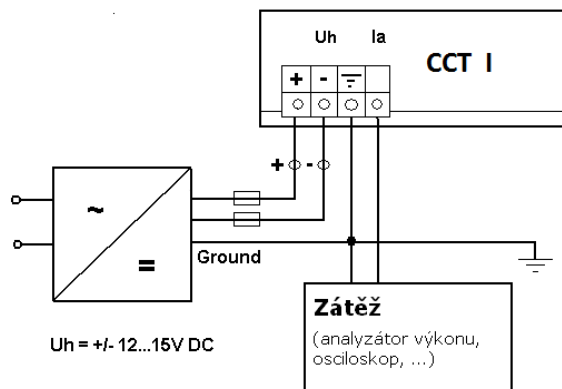 Uh Ia
CCT I
+ -
+ -
~
=
Ground
Zátěž
(analyzátor výkonu,
osciloskop, ...)
Uh = +/- 12...15V DC